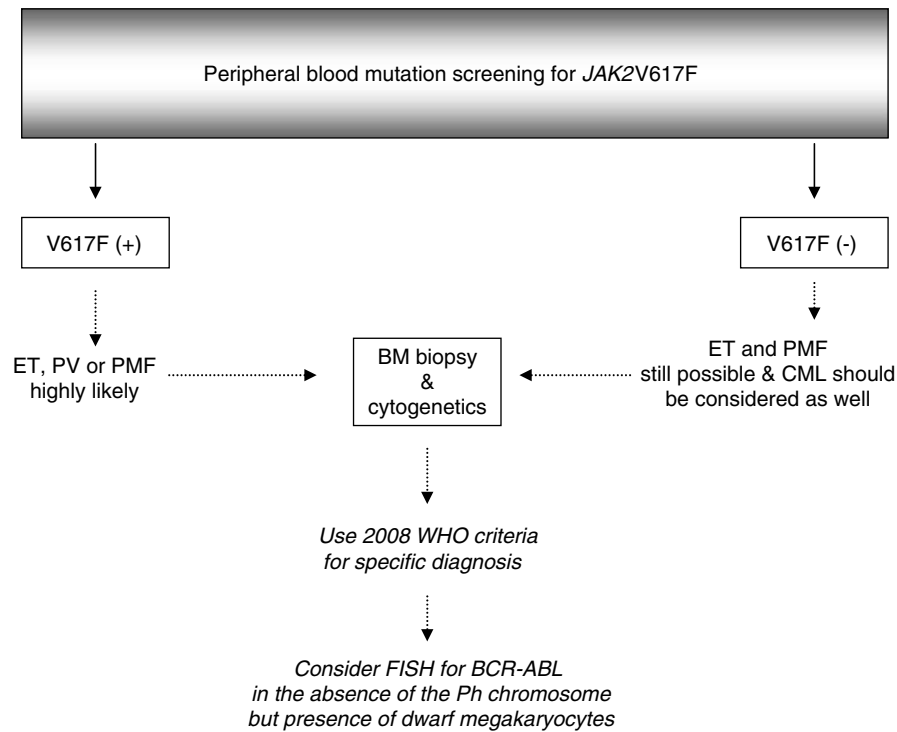 Peripheral blood mutation screening for JAK2V617F
V617F (+)
V617F (-)
ET, PV or PMF
highly likely
BM biopsy
&
cytogenetics
ET and PMF
still possible & CML should
be considered as well
Use 2008 WHO criteria
for specific diagnosis
Consider FISH for BCR-ABL
in the absence of the Ph chromosome
but presence of dwarf megakaryocytes